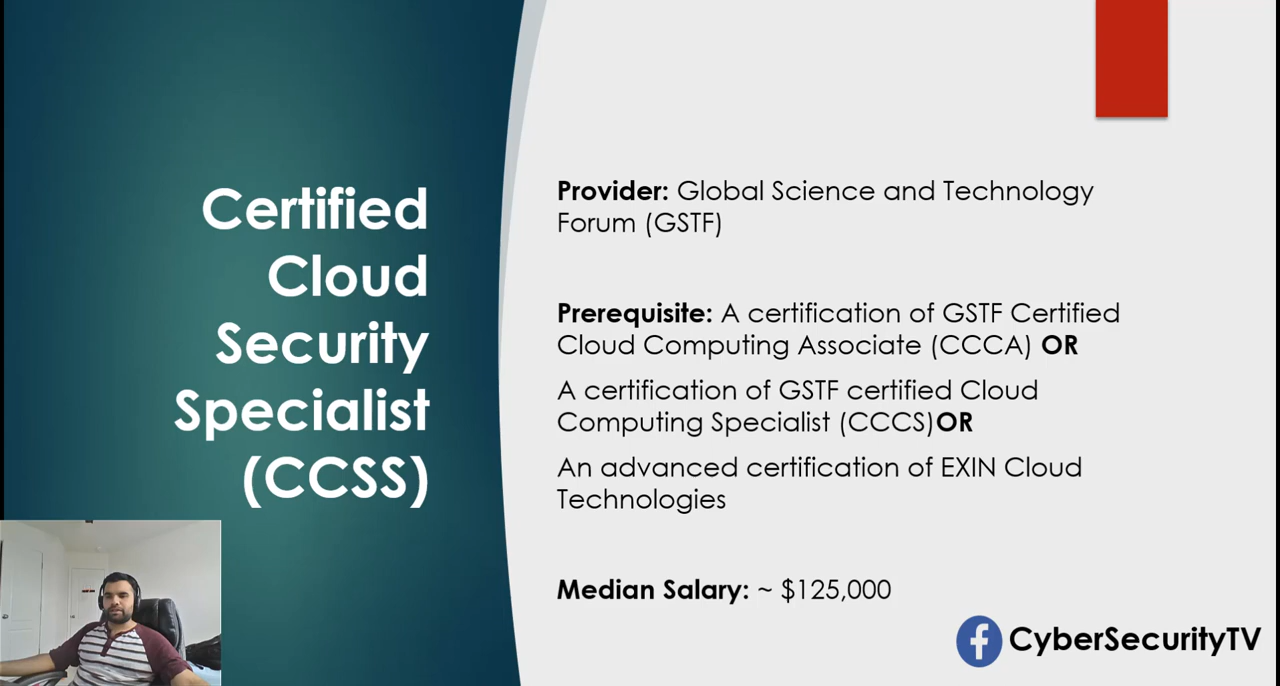 Certified
Cloud
Security
Specialist
(CCSS)
Provider: Global Science and Technology
Forum (GSTF)
Prerequisite: A certification of GSTF Certified
Cloud Computing Associate (CCCA) OR
A certification of GSTF certified Cloud
Computing Specialist (CCCS)OR
An advanced certification of EXIN Cloud
Technologies
Median Salary: ~ $125,000
CyberSecurityTV